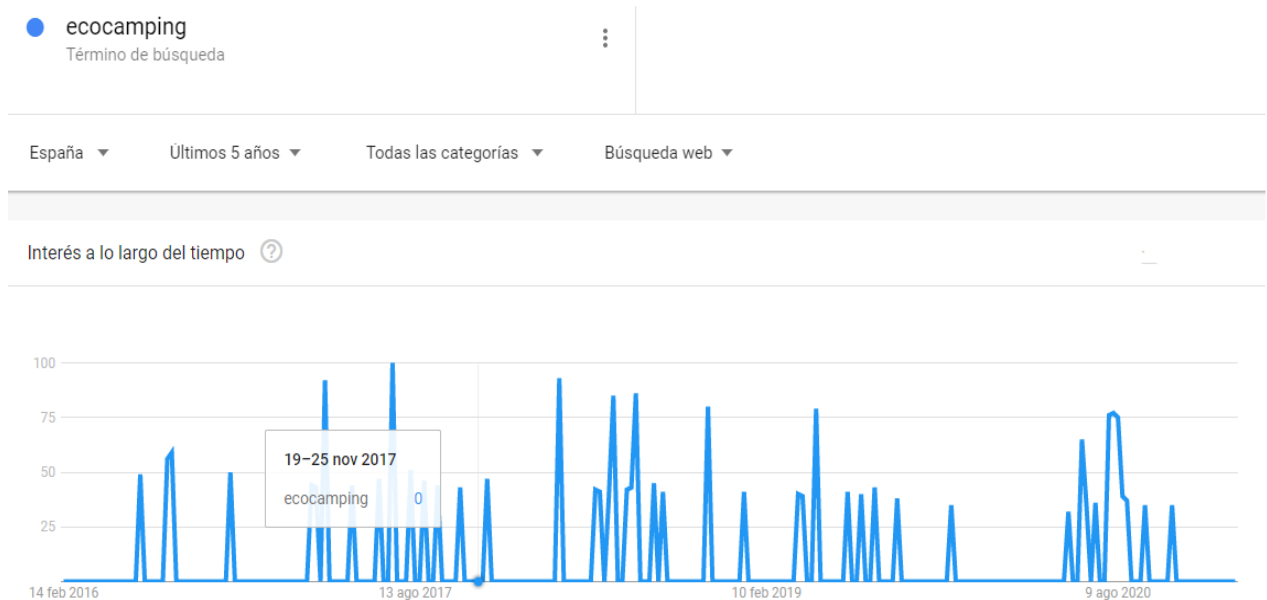 ecocamping
Término de búsqueda
España Últimos 5 años Todas las categorías Búsqueda web
Interés a lo largo del tiempo ?
100
75
50
25
19–25 nov 2017
ecocamping 0
14 feb 2016 13 ago 2017 10 feb 2019 9 ago 2020